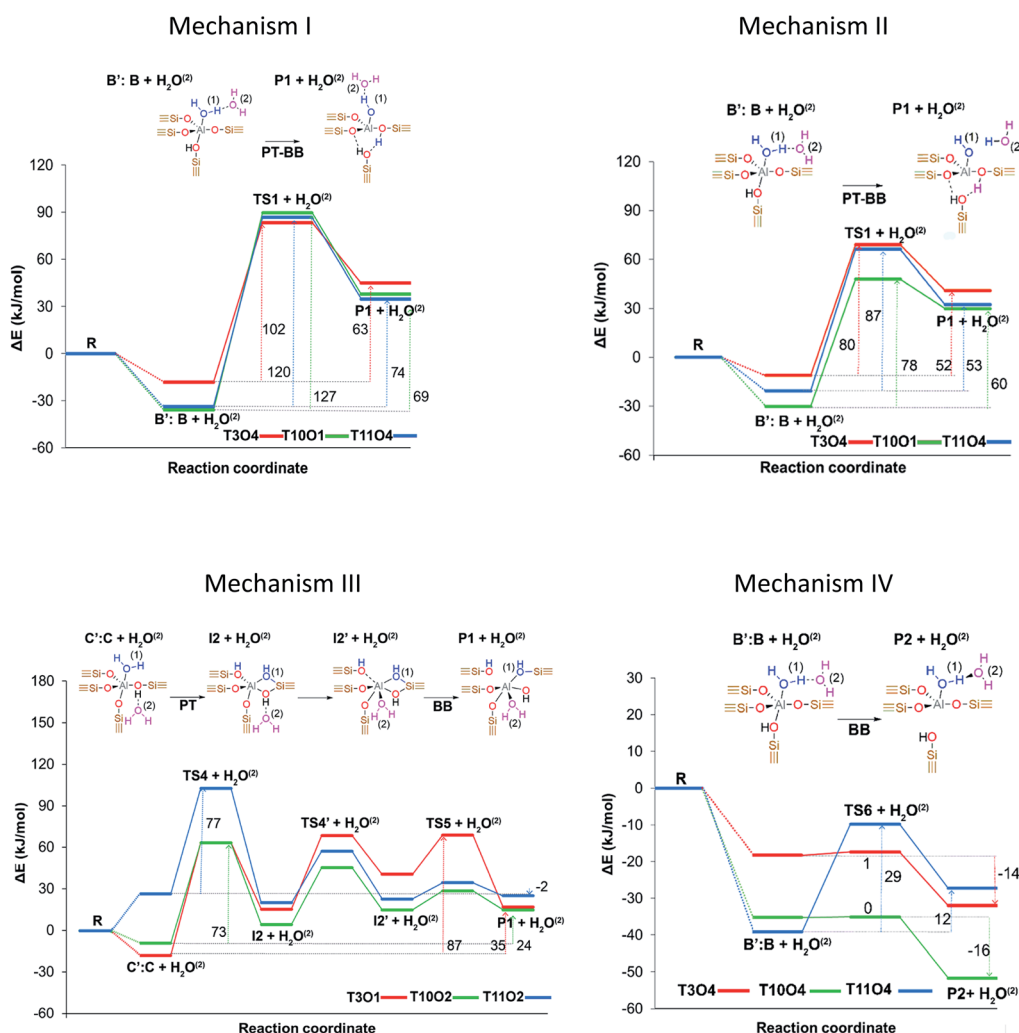 Mechanism I
B': B + H₂O⁽²⁾
P1 + H₂O⁽²⁾
PT-BB
TS1 + H₂O⁽²⁾
P1 + H₂O⁽²⁾
R
B': B + H₂O⁽²⁾
102
120
127
63
74
69
120
90
60
30
0
-30
-60
ΔE (kJ/mol)
T3O4
T10O1
T11O4
Reaction coordinate
H
H
O
(1)
H
H
O
(2)
H
≡Si-O
≡Si-O
Al
O
Si≡
HO
Si
Mechanism II
B': B + H₂O⁽²⁾
P1 + H₂O⁽²⁾
PT-BB
TS1 + H₂O⁽²⁾
P1 + H₂O⁽²⁾
R
B': B + H₂O⁽²⁾
80
87
78
52
53
60
120
90
60
30
0
-30
-60
ΔE (kJ/mol)
T3O4
T10O1
T11O4
Reaction coordinate
Mechanism III
C':C + H₂O⁽²⁾
I2 + H₂O⁽²⁾
I2' + H₂O⁽²⁾
P1 + H₂O⁽²⁾
PT
BB
TS4 + H₂O⁽²⁾
TS4' + H₂O⁽²⁾
TS5 + H₂O⁽²⁾
R
C':C + H₂O⁽²⁾
I2 + H₂O⁽²⁾
I2' + H₂O⁽²⁾
P1 + H₂O⁽²⁾
77
73
87
35
24
-2
180
150
120
90
60
30
0
-30
-60
ΔE (kJ/mol)
T3O1
T10O2
T11O2
Reaction coordinate
Mechanism IV
B':B + H₂O⁽²⁾
P2 + H₂O⁽²⁾
BB
TS6 + H₂O⁽²⁾
R
B':B + H₂O⁽²⁾
P2+ H₂O⁽²⁾
1
0
29
12
-14
-16
30
20
10
0
-10
-20
-30
-40
-50
-60
ΔE (kJ/mol)
T3O4
T10O4
T11O4
Reaction coordinate